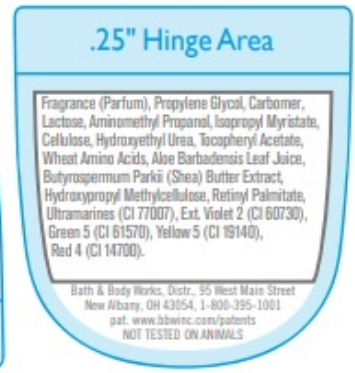 .25" Hinge Area
Fragrance (Parfum), Propylene Glycol, Carbomer,
Lactose, Aminomethyl Propanol, Isopropyl Myristate,
Cellulose, Hydroxyethyl Urea, Tocopheryl Acetate,
Wheat Amino Acids, Aloe Barbadensis Leaf Juice,
Butyrospermum Parkii (Shea) Butter Extract,
Hydroxypropyl Methylcellulose, Retinyl Palmitate,
Ultramarines (CI 77007), Ext. Violet 2 (CI 60730),
Green 5 (CI 61570), Yellow 5 (CI 19140),
Red 4 (CI 14700).
Bath & Body Works, Distr., 95 West Main Street
New Albany, OH 43054, 1-800-395-1001
pat. www.bbwinc.com/patents
NOT TESTED ON ANIMALS